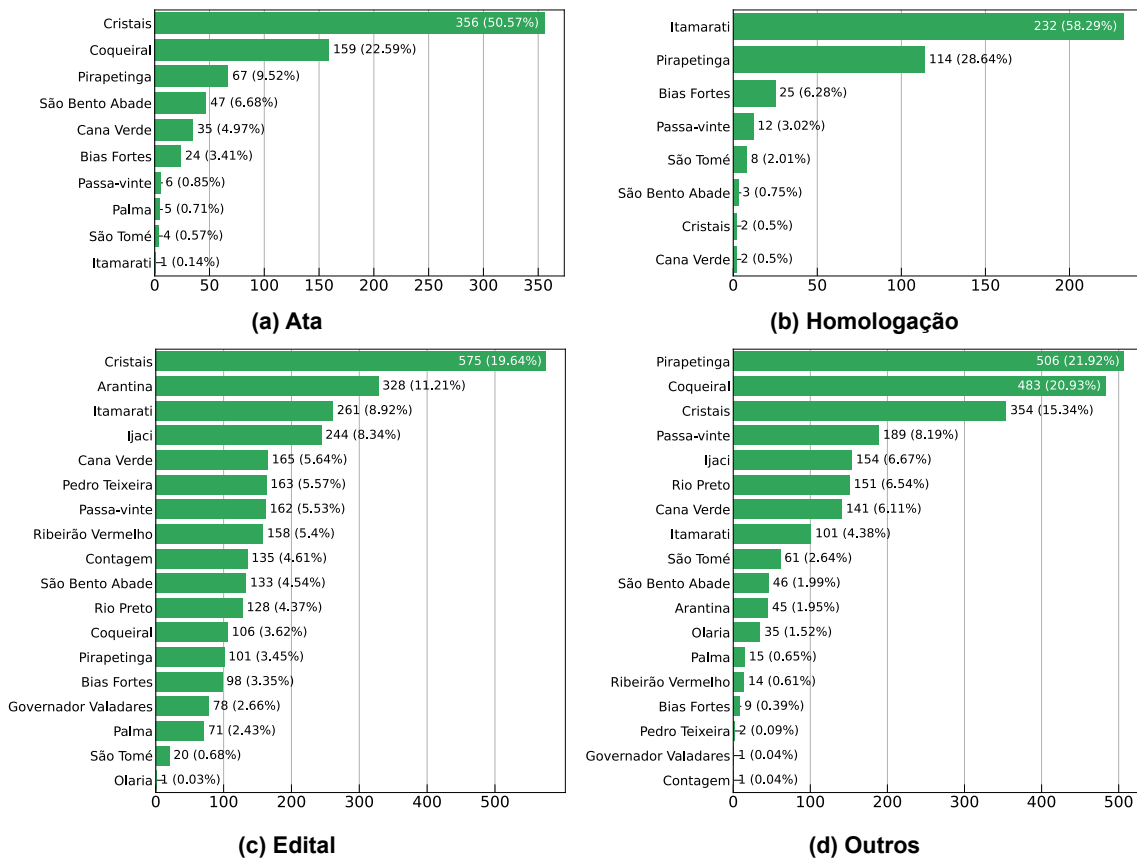 Cristais 356 (50.57%)
Coqueiral 159 (22.59%)
Pirapetinga 67 (9.52%)
São Bento Abade 47 (6.68%)
Cana Verde 35 (4.97%)
Bias Fortes 24 (3.41%)
Passa-vinte 6 (0.85%)
Palma 5 (0.71%)
São Tomé 4 (0.57%)
Itamarati 1 (0.14%)
0 50 100 150 200 250 300 350
(a) Ata
Itamarati 232 (58.29%)
Pirapetinga 114 (28.64%)
Bias Fortes 25 (6.28%)
Passa-vinte 12 (3.02%)
São Tomé 8 (2.01%)
São Bento Abade 3 (0.75%)
Cristais 2 (0.5%)
Cana Verde 2 (0.5%)
0 50 100 150 200
(b) Homologação
Cristais 575 (19.64%)
Arantina 328 (11.21%)
Itamarati 261 (8.92%)
Ijaci 244 (8.34%)
Cana Verde 165 (5.64%)
Pedro Teixeira 163 (5.57%)
Passa-vinte 162 (5.53%)
Ribeirão Vermelho 158 (5.4%)
Contagem 135 (4.61%)
São Bento Abade 133 (4.54%)
Rio Preto 128 (4.37%)
Coqueiral 106 (3.62%)
Pirapetinga 101 (3.45%)
Bias Fortes 98 (3.35%)
Governador Valadares 78 (2.66%)
Palma 71 (2.43%)
São Tomé 20 (0.68%)
Olaria 1 (0.03%)
0 100 200 300 400 500
(c) Edital
Pirapetinga 506 (21.92%)
Coqueiral 483 (20.93%)
Cristais 354 (15.34%)
Passa-vinte 189 (8.19%)
Ijaci 154 (6.67%)
Rio Preto 151 (6.54%)
Cana Verde 141 (6.11%)
Itamarati 101 (4.38%)
São Tomé 61 (2.64%)
São Bento Abade 46 (1.99%)
Arantina 45 (1.95%)
Olaria 35 (1.52%)
Palma 15 (0.65%)
Ribeirão Vermelho 14 (0.61%)
Bias Fortes 9 (0.39%)
Pedro Teixeira 2 (0.09%)
Governador Valadares 1 (0.04%)
Contagem 1 (0.04%)
0 100 200 300 400 500
(d) Outros